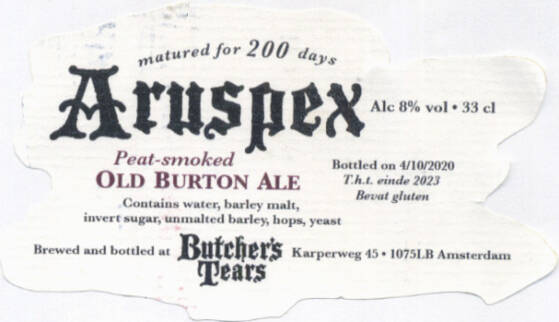 matured for 200 days
Aruspex
Alc 8% vol • 33 cl
Peat-smoked
OLD BURTON ALE
Bottled on 4/10/2020
T.h.t. einde 2023
Bevat gluten
Contains water, barley malt,
invert sugar, unmalted barley, hops, yeast
Brewed and bottled at Butcher's Tears Karperweg 45 • 1075LB Amsterdam